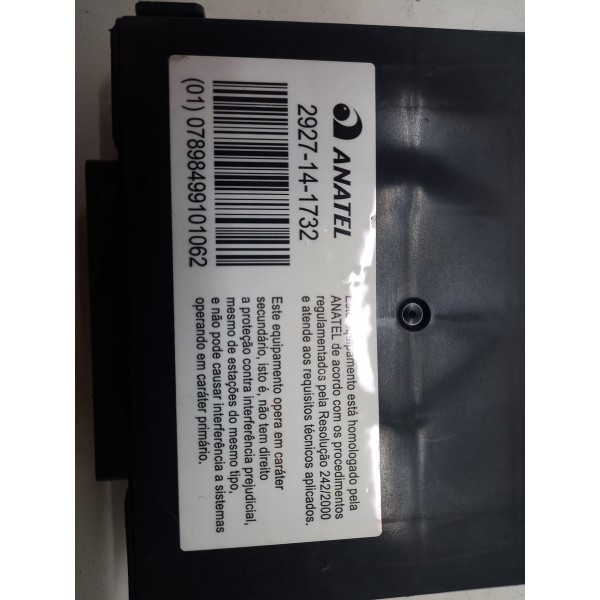 ANATEL
2927-14-1732
(01) 07898499101062
Este equipamento está homologado pela
ANATEL de acordo com os procedimentos
regulamentados pela Resolução 242/2000
e atende aos requisitos técnicos aplicados.
Este equipamento opera em caráter
secundário, isto é, não tem direito
a proteção contra interferência prejudicial,
mesmo de estações do mesmo tipo,
e não pode causar interferência a sistemas
operando em caráter primário.